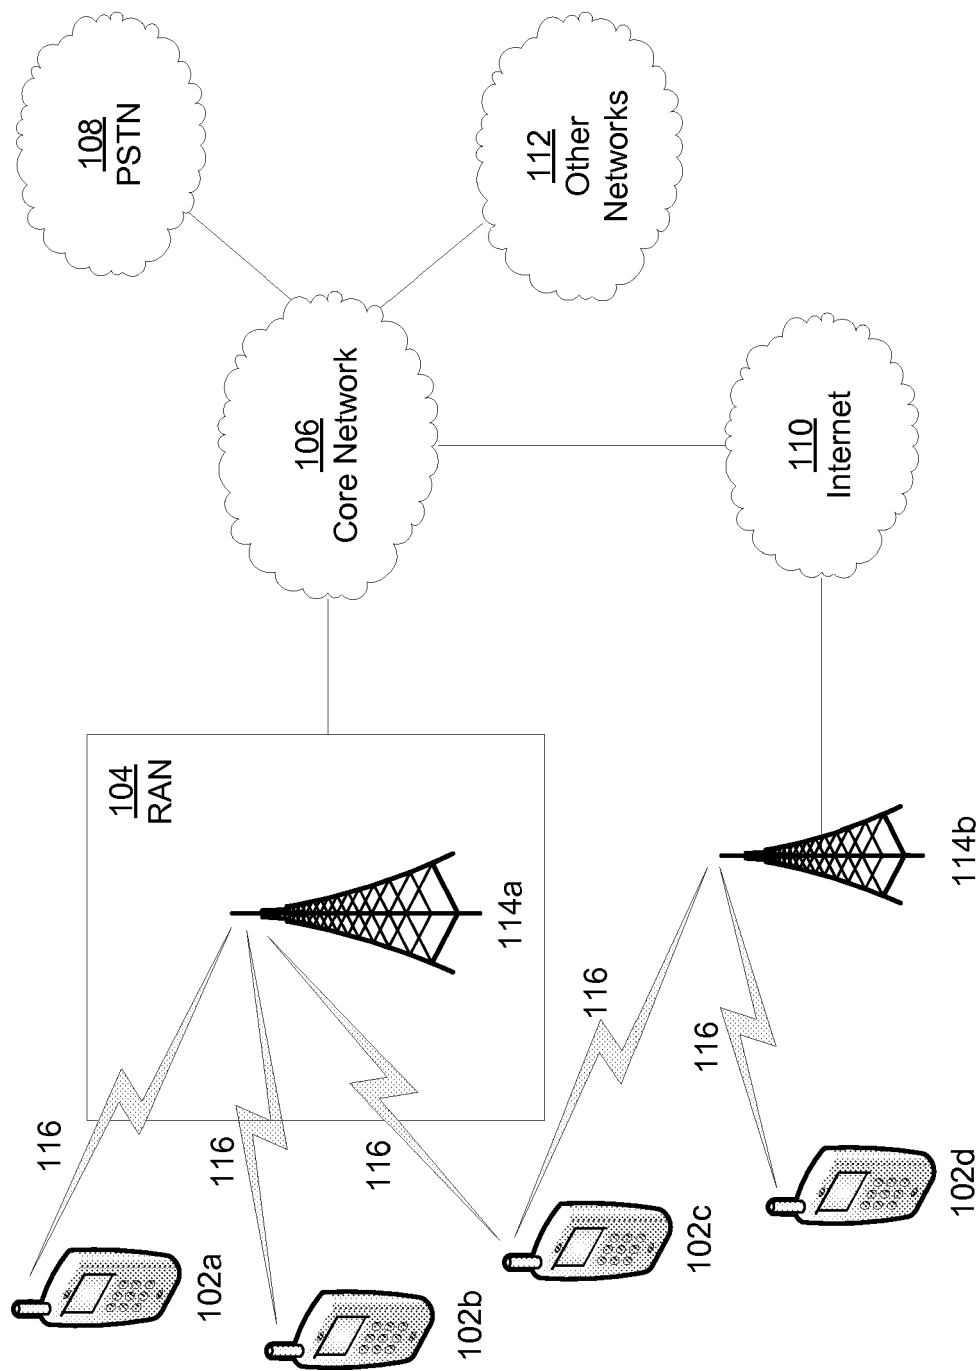 108
PSTN
112
Other
Networks
106
Core Network
110
Internet
104
RAN
114a
114b
116
116
116
116
116
102a
102b
102c
102d